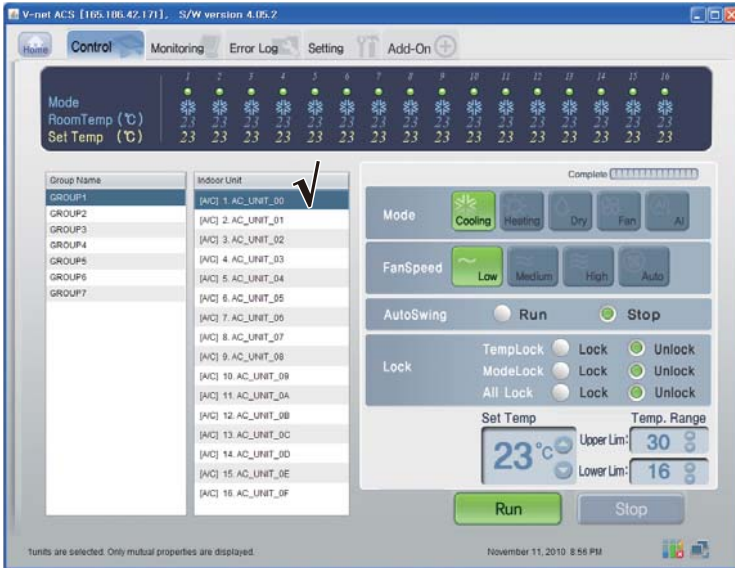 V-net ACS [165.186.42.171], S/W version 4.05.2
Home Control Monitoring Error Log Setting Add-On
1 2 3 4 5 6 7 8 9 10 11 12 13 14 15 16
Mode
RoomTemp (℃) 23 23 23 23 23 23 23 23 23 23 23 23 23 23 23 23
Set Temp (℃) 23 23 23 23 23 23 23 23 23 23 23 23 23 23 23 23
Complete
Group Name
GROUP1
GROUP2
GROUP3
GROUP4
GROUP5
GROUP6
GROUP7
Indoor Unit
[A/C] 1. AC_UNIT_00
[A/C] 2. AC_UNIT_01
[A/C] 3. AC_UNIT_02
[A/C] 4. AC_UNIT_03
[A/C] 5. AC_UNIT_04
[A/C] 6. AC_UNIT_05
[A/C] 7. AC_UNIT_06
[A/C] 8. AC_UNIT_07
[A/C] 9. AC_UNIT_08
[A/C] 10. AC_UNIT_09
[A/C] 11. AC_UNIT_0A
[A/C] 12. AC_UNIT_0B
[A/C] 13. AC_UNIT_0C
[A/C] 14. AC_UNIT_0D
[A/C] 15. AC_UNIT_0E
[A/C] 16. AC_UNIT_0F
√
Mode Cooling Heating Dry Fan AI
FanSpeed Low Medium High Auto
AutoSwing Run Stop
Lock
TempLock Lock Unlock
ModeLock Lock Unlock
All Lock Lock Unlock
Set Temp Temp. Range
23 °C
Upper Lim: 30
Lower Lim: 16
Run Stop
1units are selected. Only mutual properties are displayed. November 11, 2010 8:56 PM